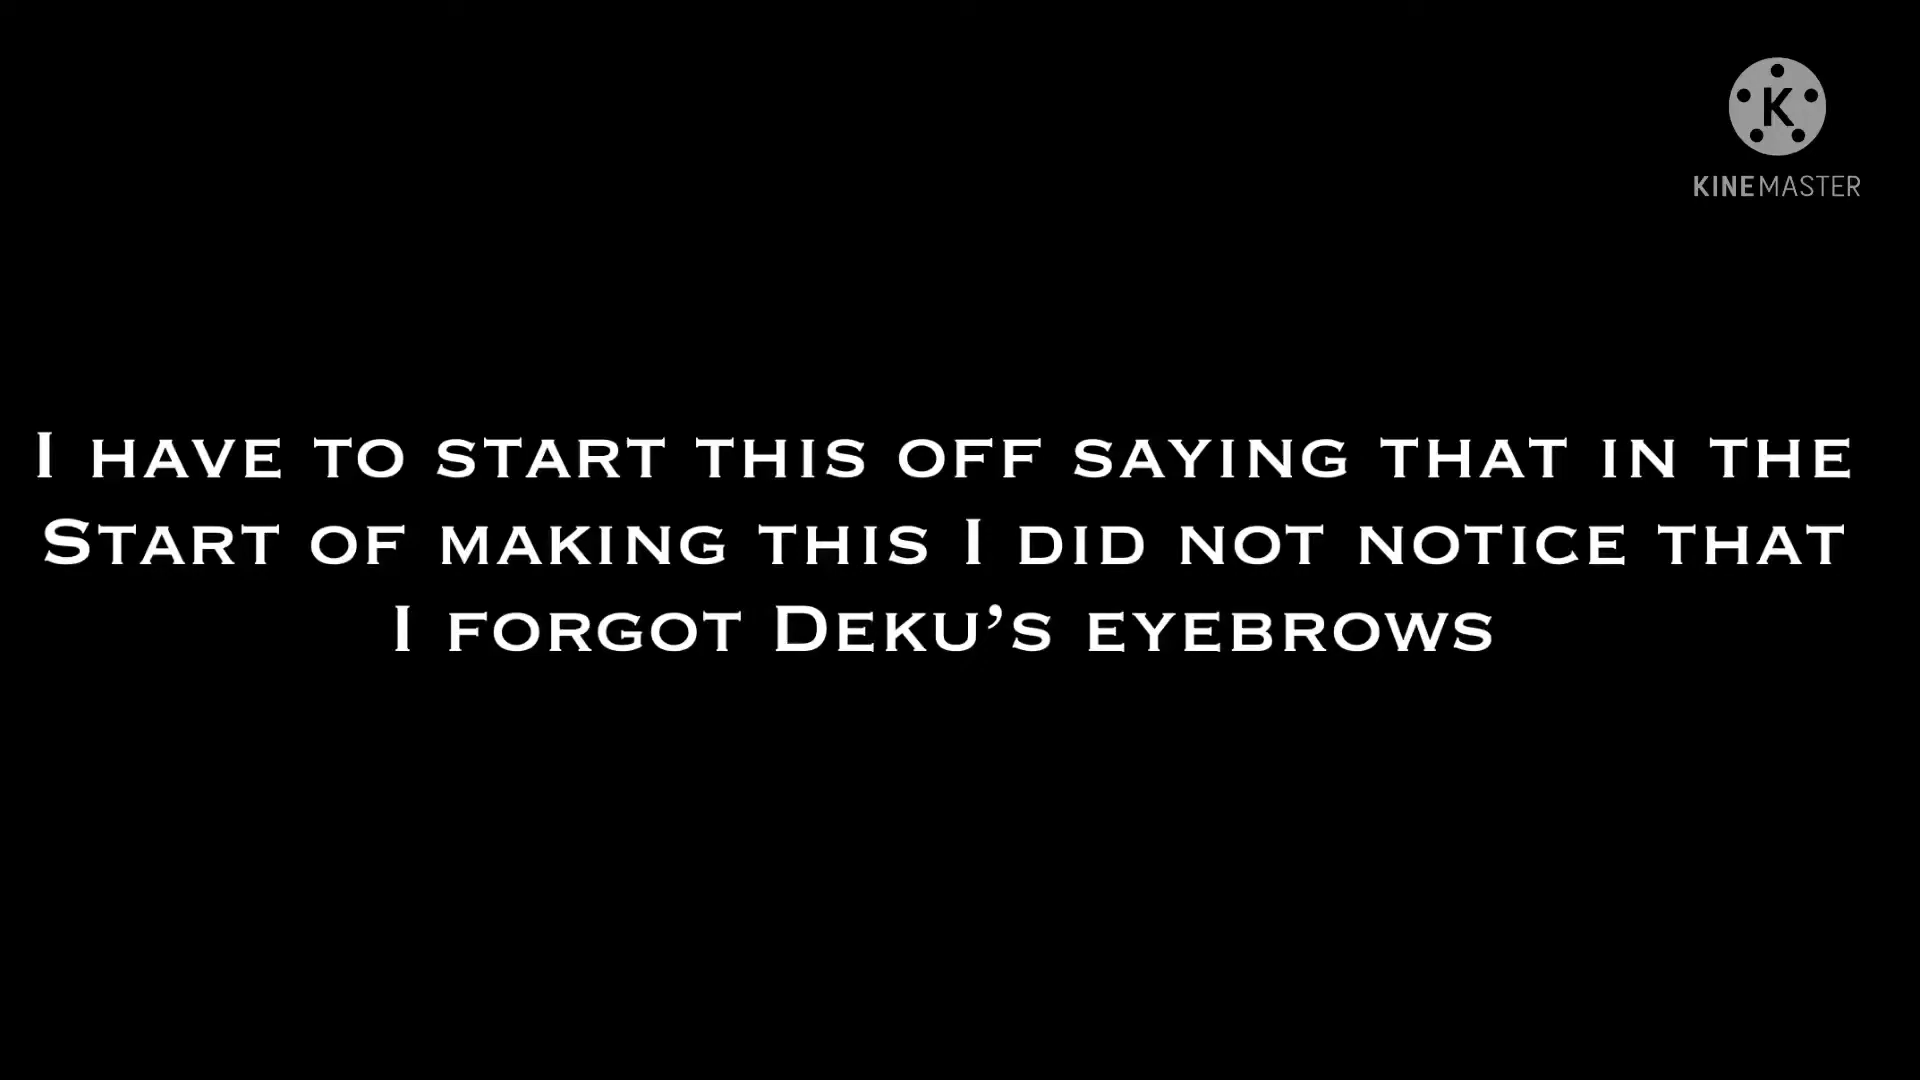 K
KINEMASTER
I have to start this off saying that in the
Start of making this I did not notice that
I forgot Deku’s eyebrows